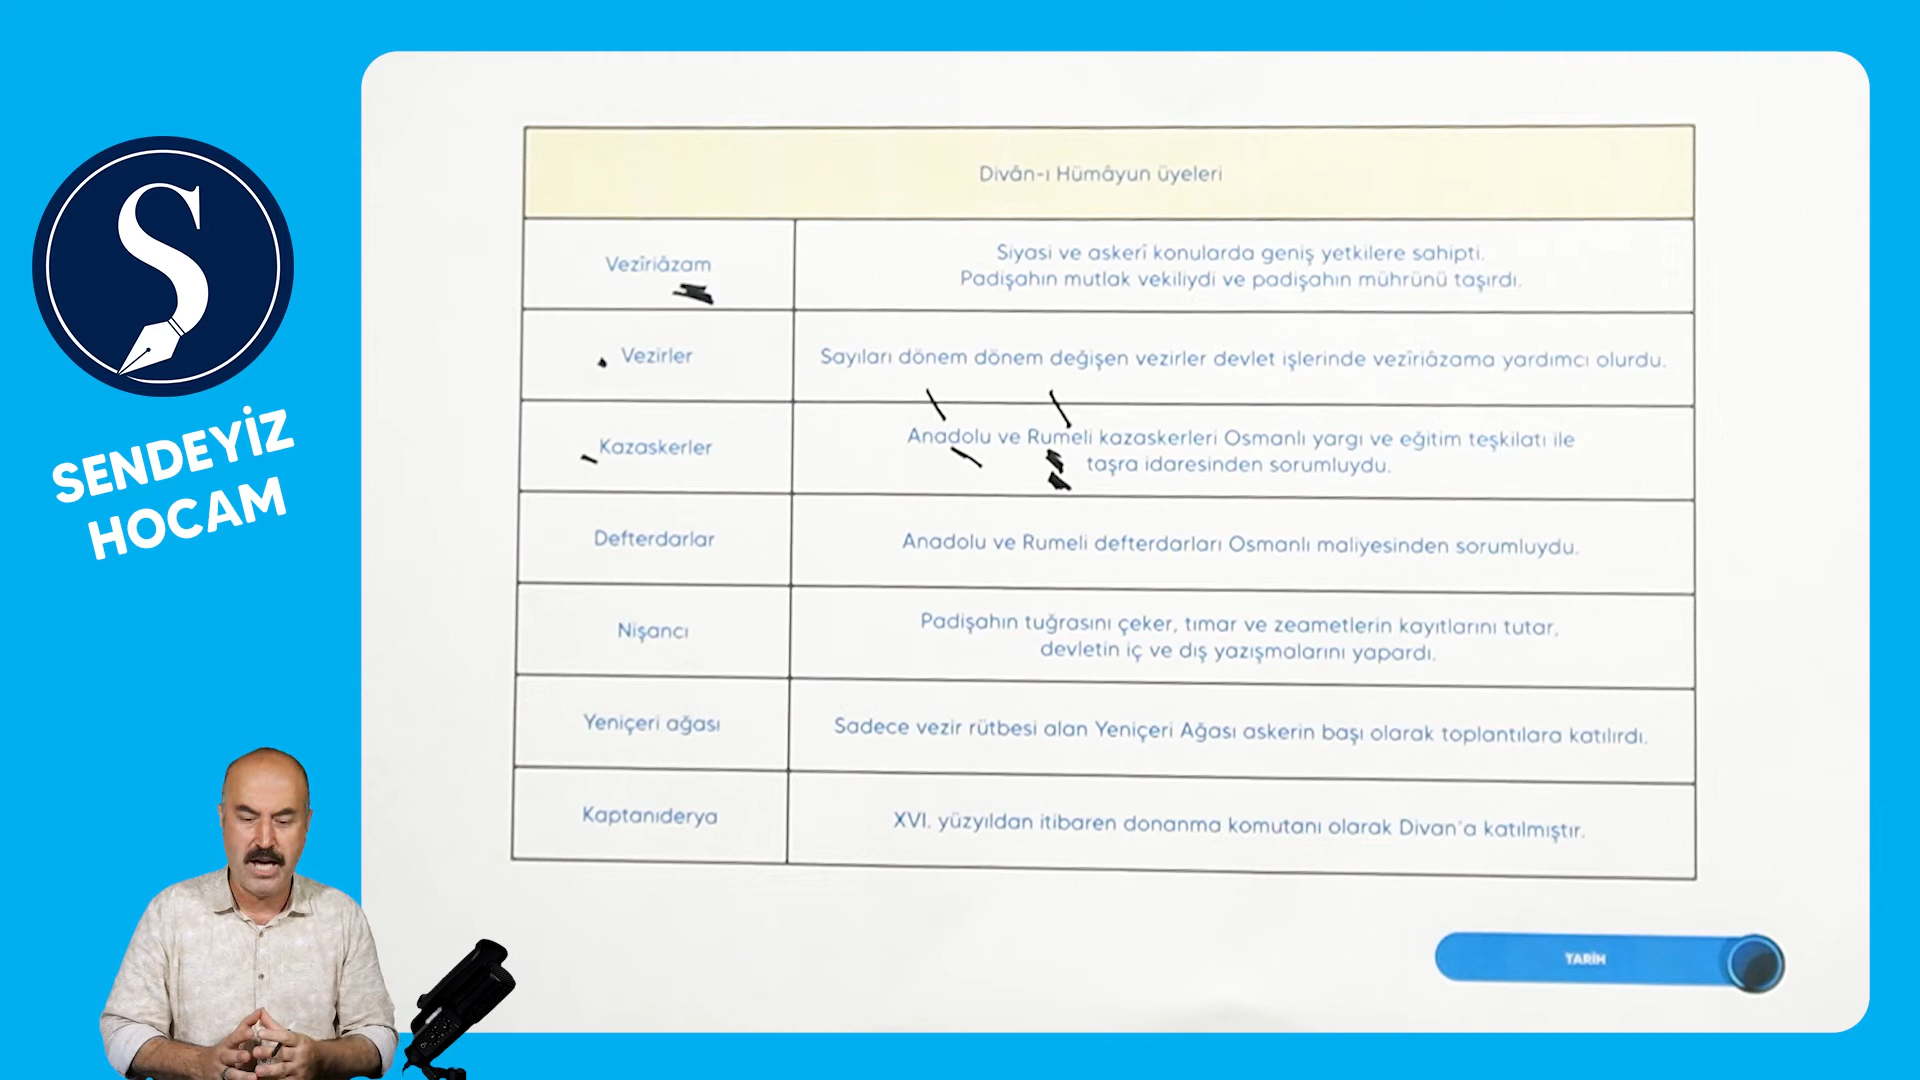 SENDEYİZ
HOCAM
Divân-ı Hümâyun üyeleri
Vezîriâzam
Siyasi ve askerî konularda geniş yetkilere sahipti.
Padişahın mutlak vekiliydi ve padişahın mührünü taşırdı.
Vezirler
Sayıları dönem dönem değişen vezirler devlet işlerinde vezîriâzama yardımcı olurdu.
Kazaskerler
Anadolu ve Rumeli kazaskerleri Osmanlı yargı ve eğitim teşkilatı ile
taşra idaresinden sorumluydu.
Defterdarlar
Anadolu ve Rumeli defterdarları Osmanlı maliyesinden sorumluydu.
Nişancı
Padişahın tuğrasını çeker, tımar ve zeametlerin kayıtlarını tutar,
devletin iç ve dış yazışmalarını yapardı.
Yeniçeri ağası
Sadece vezir rütbesi alan Yeniçeri Ağası askerin başı olarak toplantılara katılırdı.
Kaptanıderya
XVI. yüzyıldan itibaren donanma komutanı olarak Divan'a katılmıştır.
TARİH